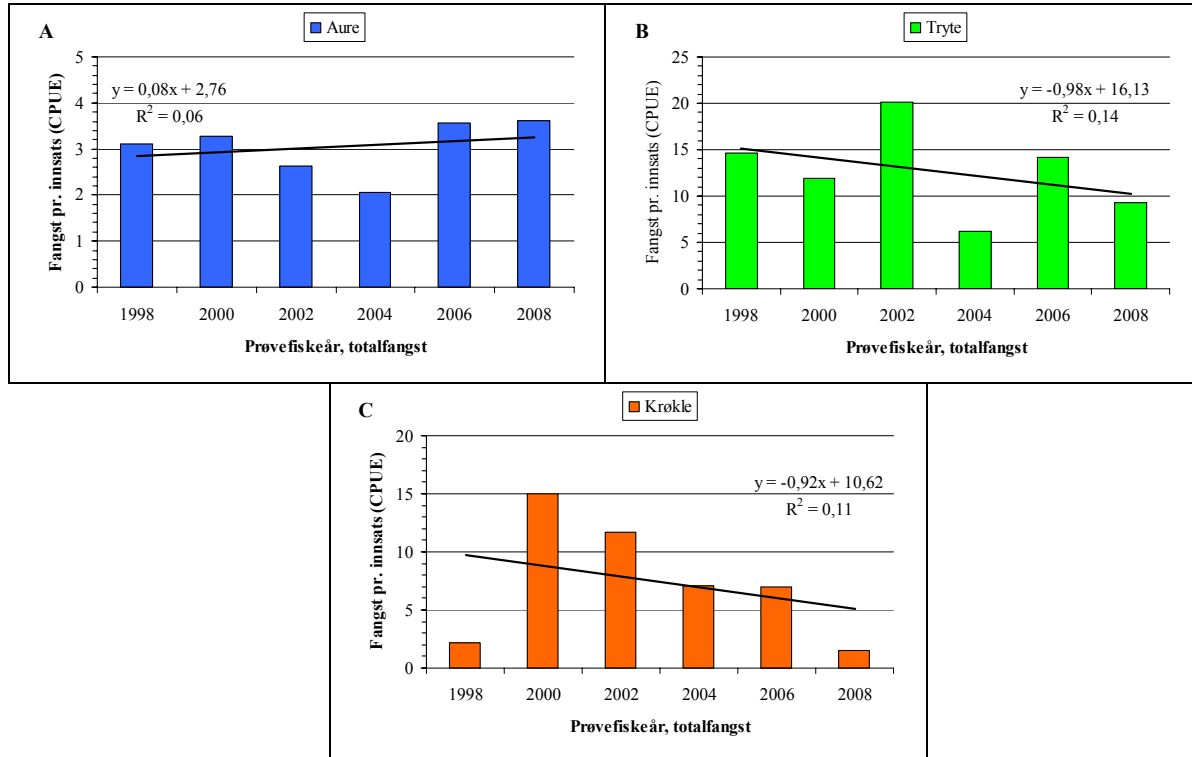 A
Aure
Fangst pr. innsats (CPUE)
5
4
3
2
1
0
y = 0,08x + 2,76
R² = 0,06
1998 2000 2002 2004 2006 2008
Prøvefiskeår, totalfangst
B
Tryte
Fangst pr. innsats (CPUE)
25
20
15
10
5
0
y = -0,98x + 16,13
R² = 0,14
1998 2000 2002 2004 2006 2008
Prøvefiskeår, totalfangst
C
Krøkle
Fangst pr. innsats (CPUE)
20
15
10
5
0
y = -0,92x + 10,62
R² = 0,11
1998 2000 2002 2004 2006 2008
Prøvefiskeår, totalfangst